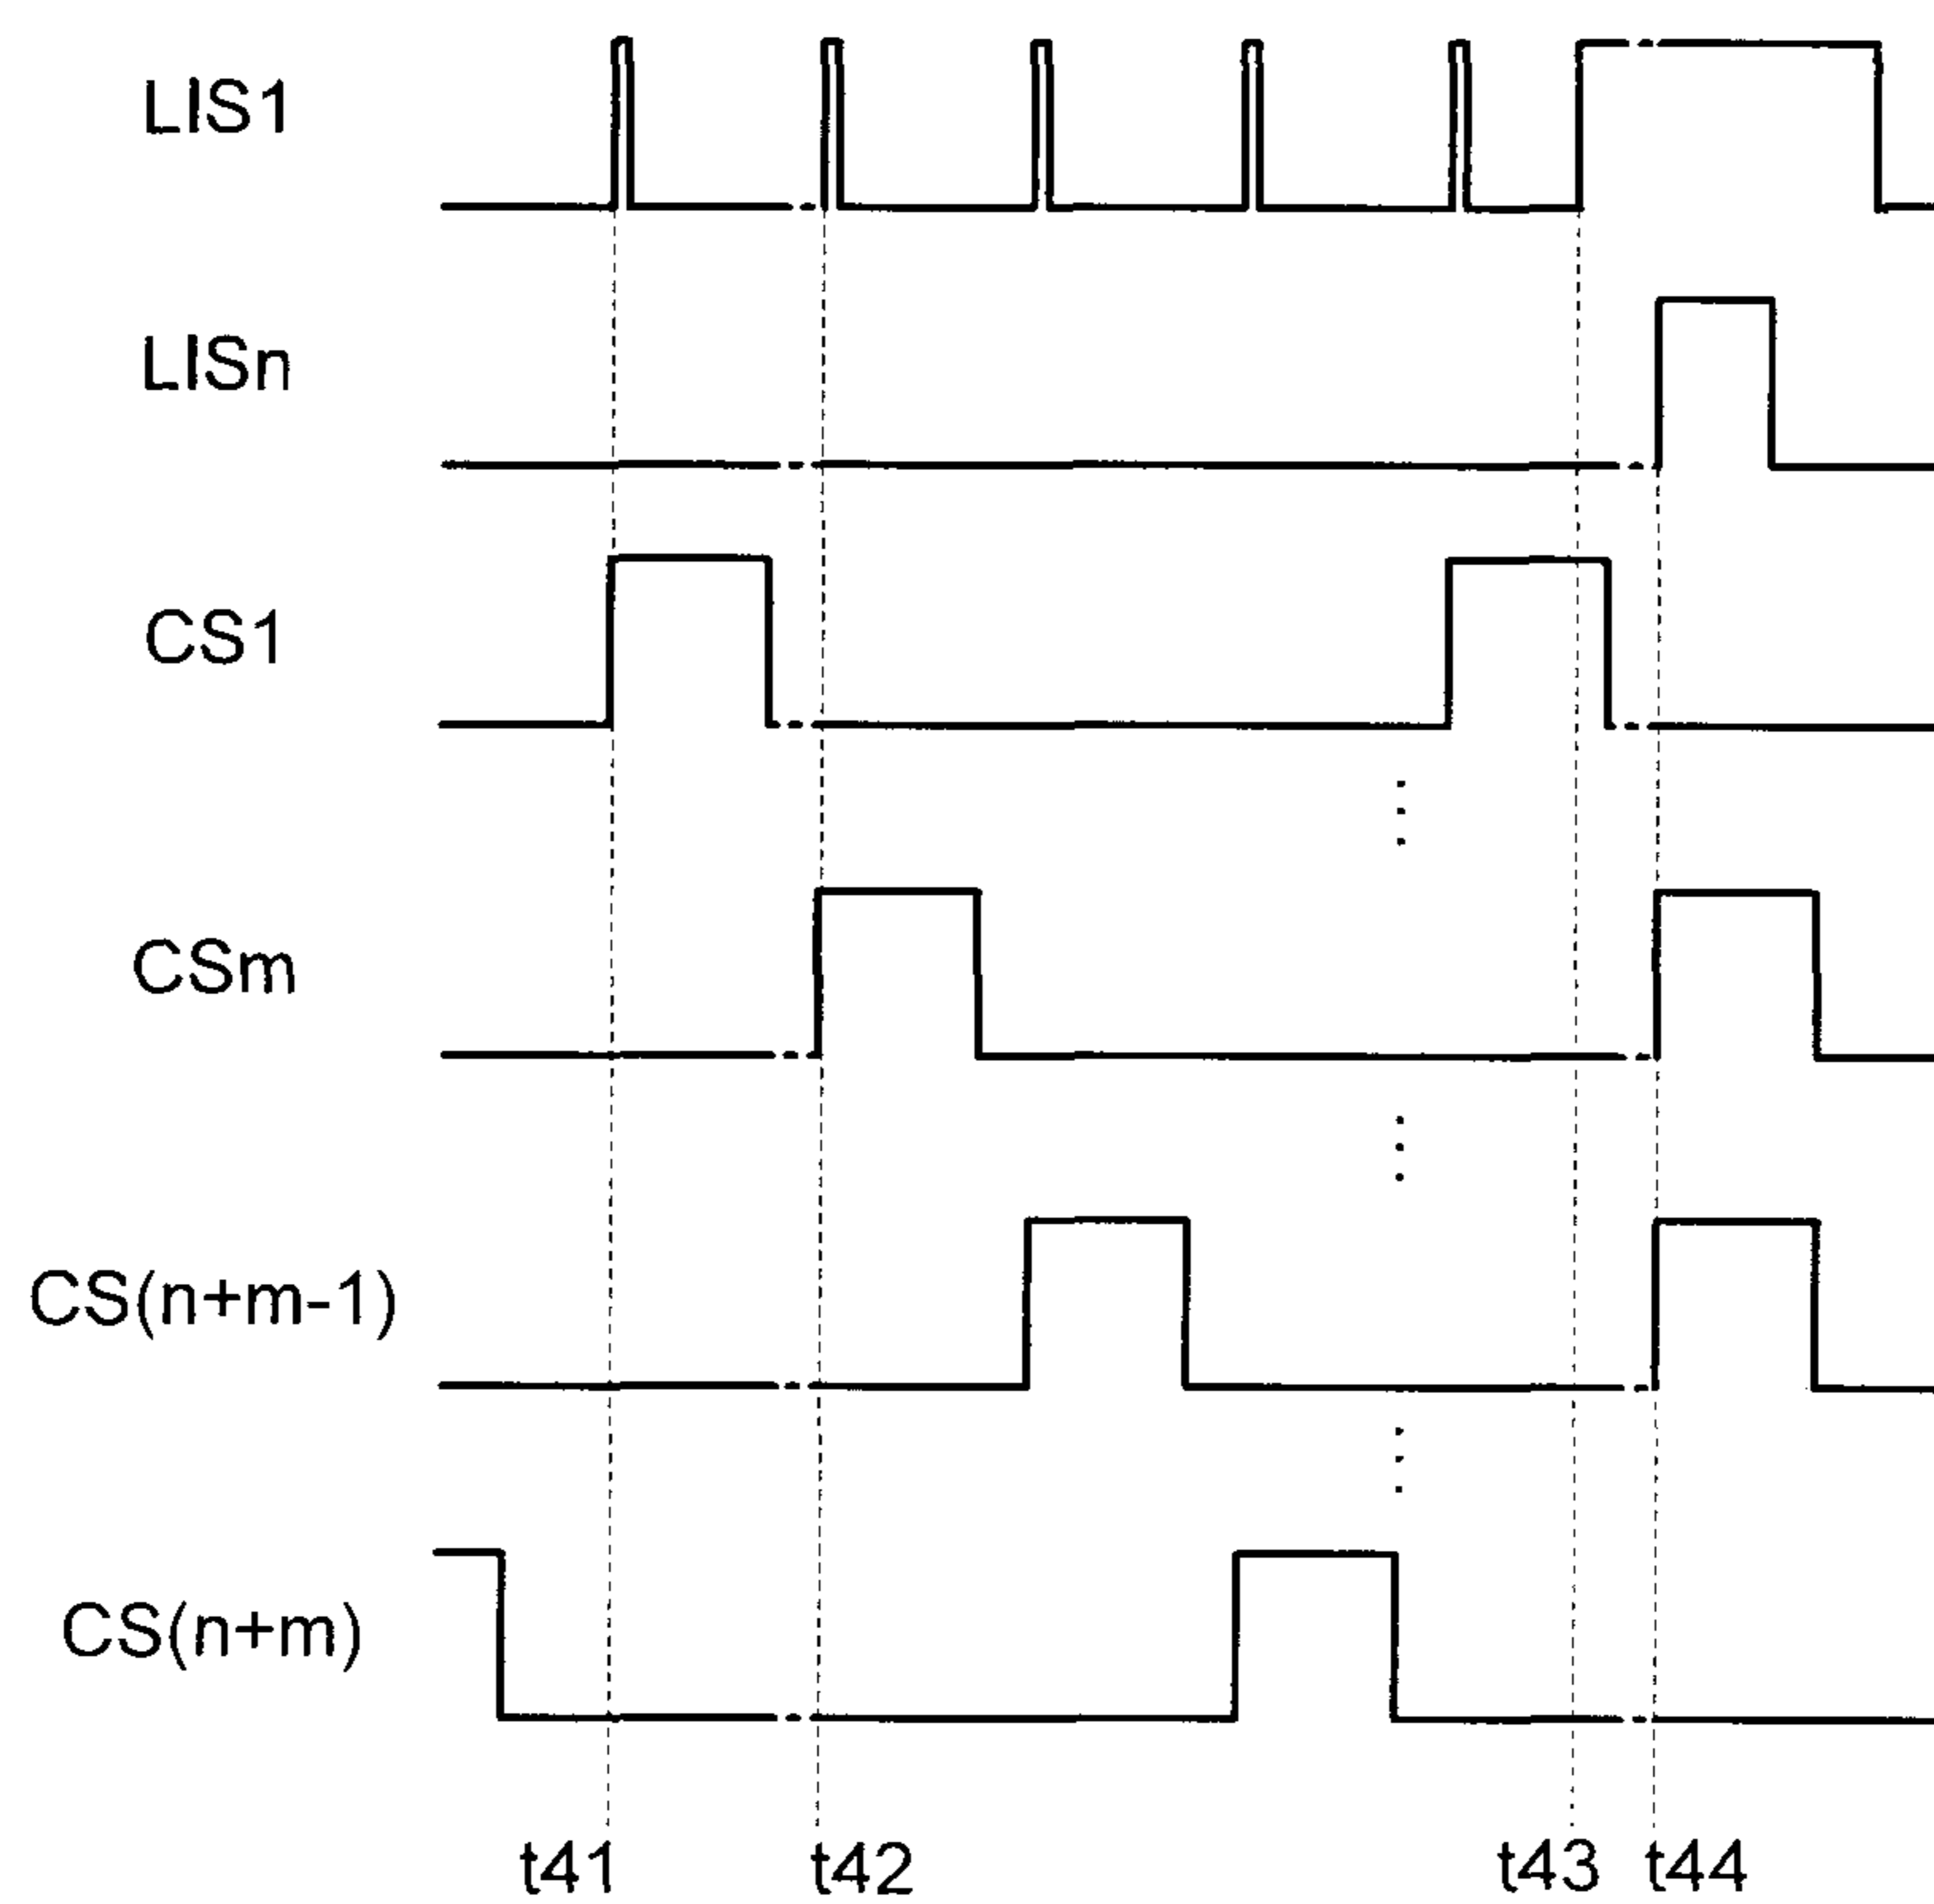 LIS1
LISn
CS1
CSm
CS(n+m-1)
CS(n+m)
t41 t42 t43 t44